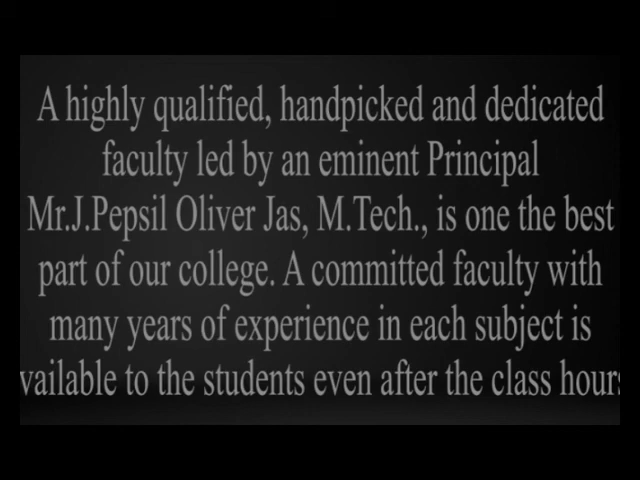 A highly qualified, handpicked and dedicated
faculty led by an eminent Principal
Mr.J.Pepsil Oliver Jas, M.Tech., is one the best
part of our college. A committed faculty with
many years of experience in each subject is
vailable to the students even after the class hours